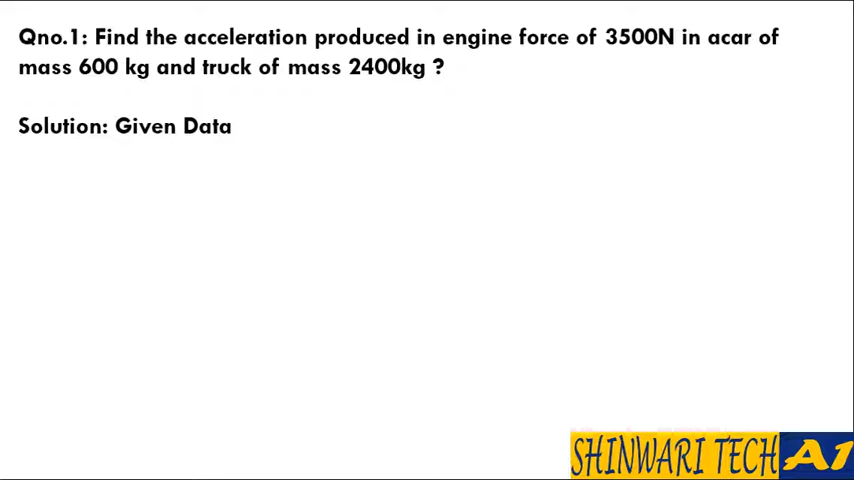 Qno.1: Find the acceleration produced in engine force of 3500N in acar of
mass 600 kg and truck of mass 2400kg ?
Solution: Given Data
SHINWARI TECH A1